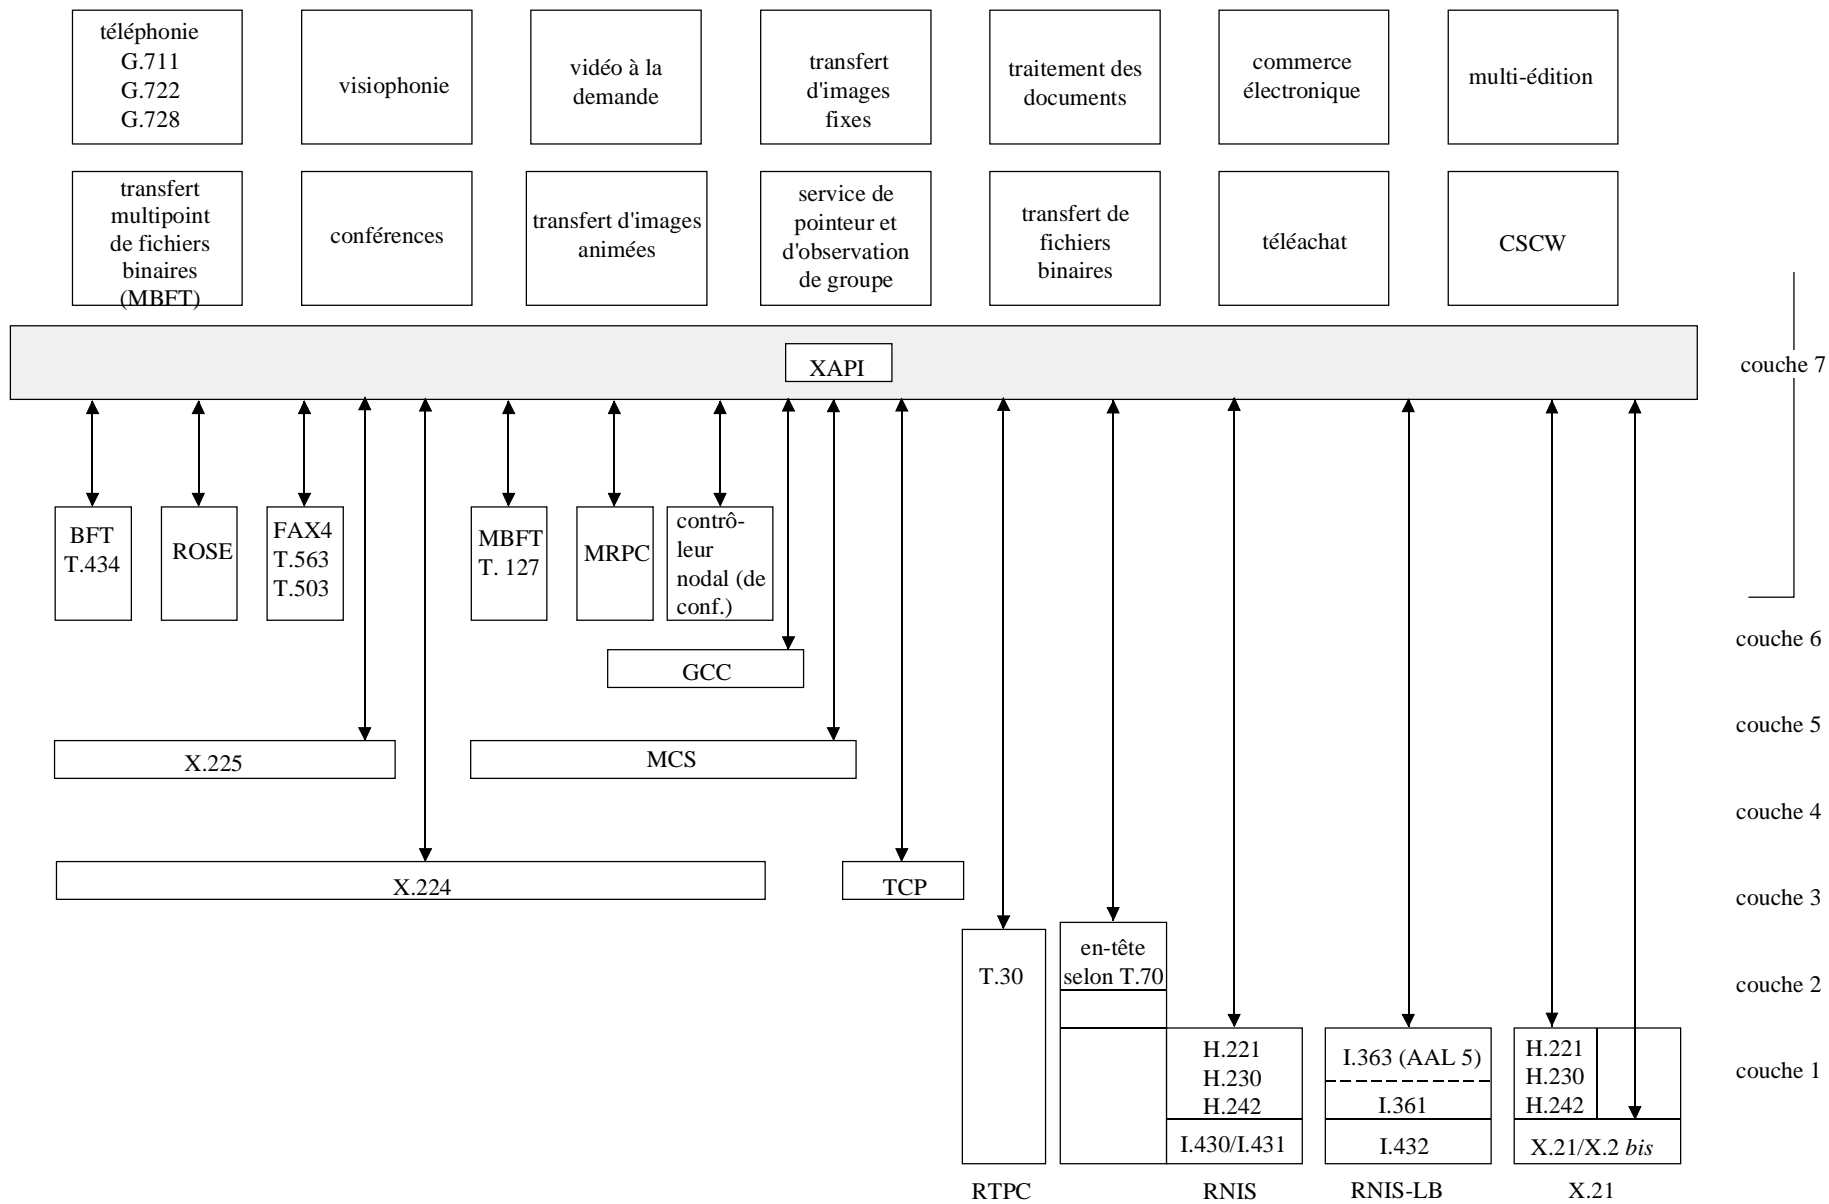 téléphonie
G.711
G.722
G.728
visiophonie
vidéo à la
demande
transfert
d'images
fixes
traitement des
documents
commerce
électronique
multi-édition
transfert
multipoint
de fichiers
binaires
(MBFT)
conférences
transfert d'images
animées
service de
pointeur et
d'observation
de groupe
transfert de
fichiers
binaires
téléachat
CSCW
XAPI
couche 7
BFT
T.434
ROSE
FAX4
T.563
T.503
MBFT
T. 127
MRPC
contrô-
leur
nodal (de
conf.)
couche 6
GCC
couche 5
X.225
MCS
couche 4
X.224
TCP
couche 3
T.30
en-tête
selon T.70
couche 2
H.221
H.230
H.242
I.430/I.431
I.363 (AAL 5)
I.361
I.432
H.221
H.230
H.242
X.21/X.2 bis
couche 1
RTPC
RNIS
RNIS-LB
X.21